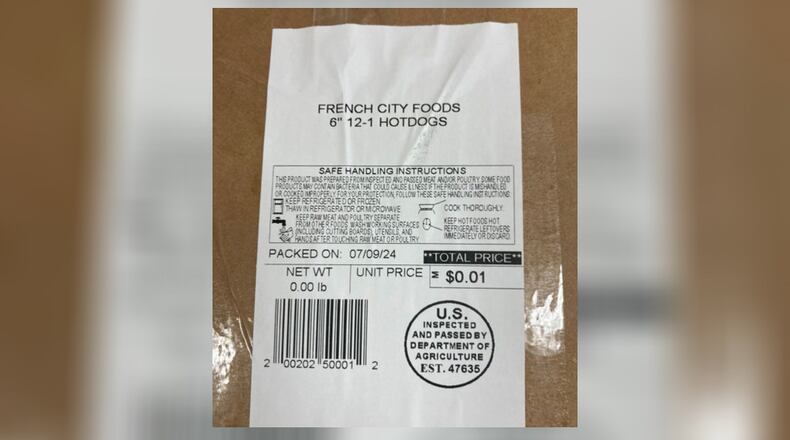 FRENCH CITY FOODS
6" 12-1 HOTDOGS
SAFE HANDLING INSTRUCTIONS
THIS PRODUCT WAS PREPARED FROM INSPECTED AND PASSED MEAT AND/OR POULTRY. SOME FOOD
PRODUCTS MAY CONTAIN BACTERIA THAT COULD CAUSE ILLNESS IF THE PRODUCT IS MISHANDLED
OR COOKED IMPROPERLY. FOR YOUR PROTECTION, FOLLOW THESE SAFE HANDLING INSTRUCTIONS.
KEEP REFRIGERATED OR FROZEN.
THAW IN REFRIGERATOR OR MICROWAVE.
KEEP RAW MEAT AND POULTRY SEPARATE
FROM OTHER FOODS. WASH WORKING SURFACES
(INCLUDING CUTTING BOARDS), UTENSILS, AND
HANDS AFTER TOUCHING RAW MEAT OR POULTRY.
COOK THOROUGHLY.
KEEP HOT FOODS HOT.
REFRIGERATE LEFTOVERS
IMMEDIATELY OR DISCARD.
PACKED ON: 07/09/24
**TOTAL PRICE**
NET WT
0.00 lb
UNIT PRICE
M $0.01
2 00202 50001 2
U.S.
INSPECTED
AND PASSED BY
DEPARTMENT OF
AGRICULTURE
EST. 47635